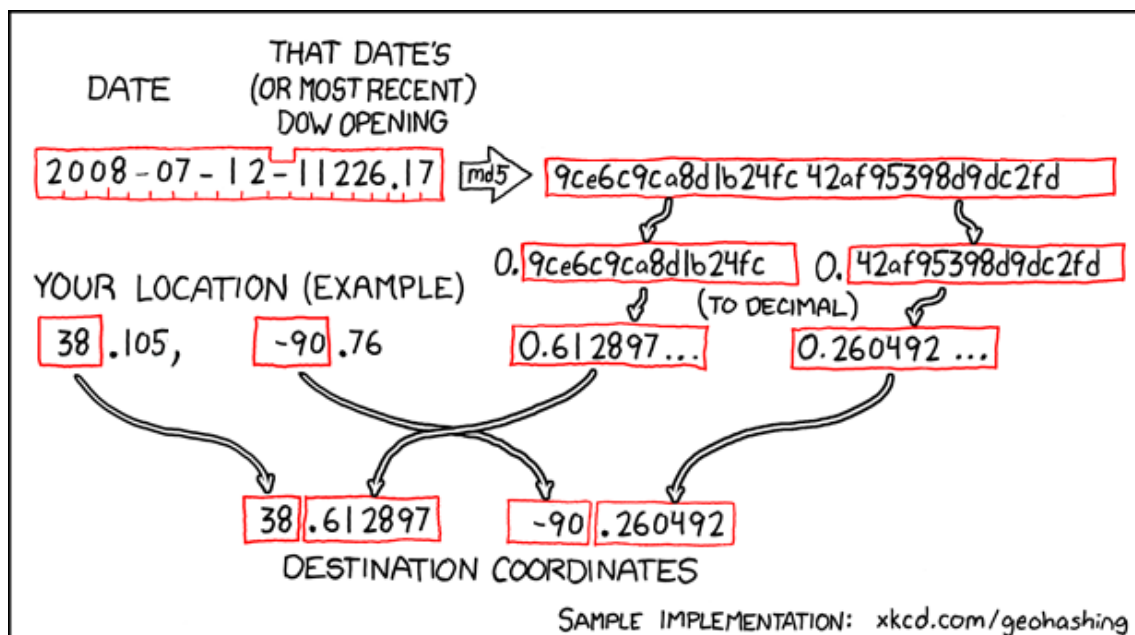 DATE
THAT DATE'S
(OR MOST RECENT)
DOW OPENING
2008-07-12-11226.17
md5
9ce6c9ca8d1b24fc42af95398d9dc2fd
0.9ce6c9ca8d1b24fc
0.42af95398d9dc2fd
(TO DECIMAL)
YOUR LOCATION (EXAMPLE)
38.105,
-90.76
0.612897...
0.260492...
38.612897
-90.260492
DESTINATION COORDINATES
SAMPLE IMPLEMENTATION: xkcd.com/geohashing